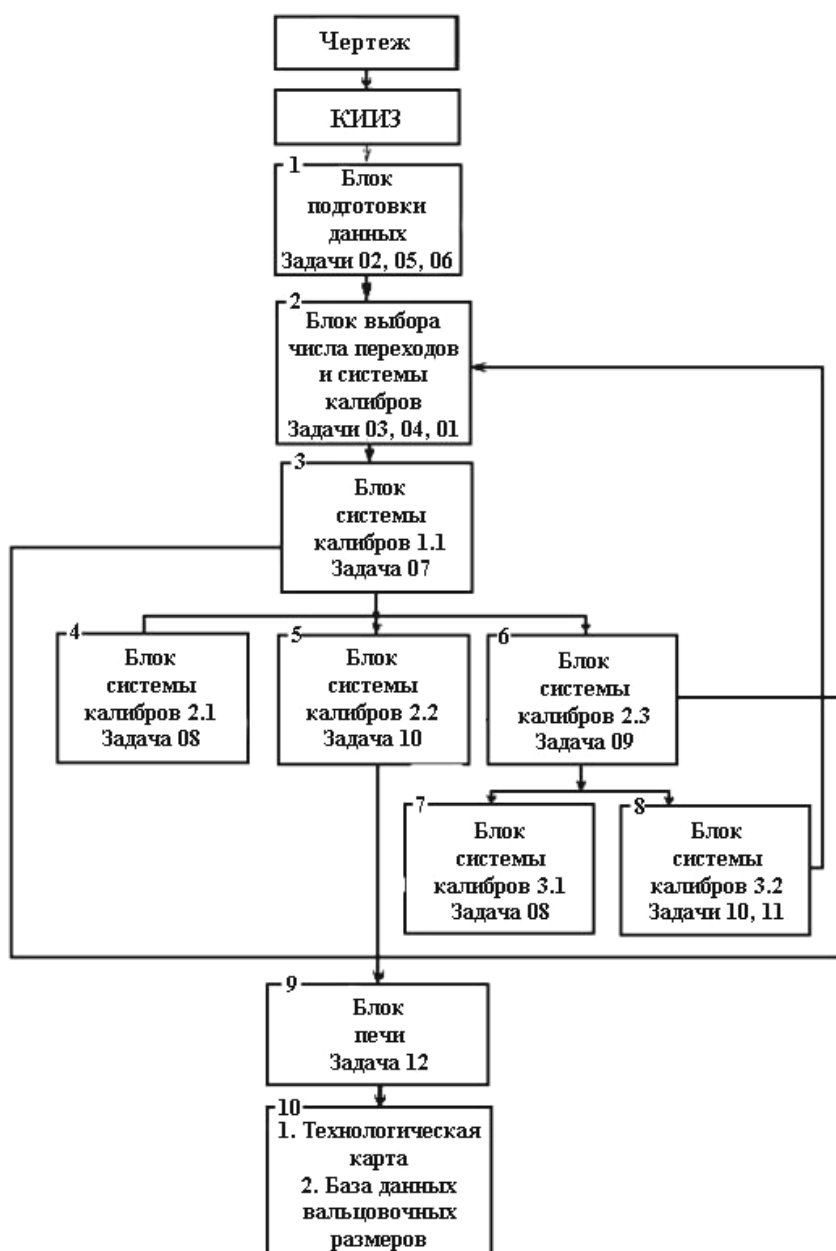 Чертеж
КИИЗ
1
Блок
подготовки
данных
Задачи 02, 05, 06
2
Блок выбора
числа переходов
и системы
калибров
Задачи 03, 04, 01
3
Блок
системы
калибров 1.1
Задача 07
4
Блок
системы
калибров 2.1
Задача 08
5
Блок
системы
калибров 2.2
Задача 10
6
Блок
системы
калибров 2.3
Задача 09
7
Блок
системы
калибров 3.1
Задача 08
8
Блок
системы
калибров 3.2
Задачи 10, 11
9
Блок
печи
Задача 12
10
1. Технологическая
карта
2. База данных
вальцовочных
размеров